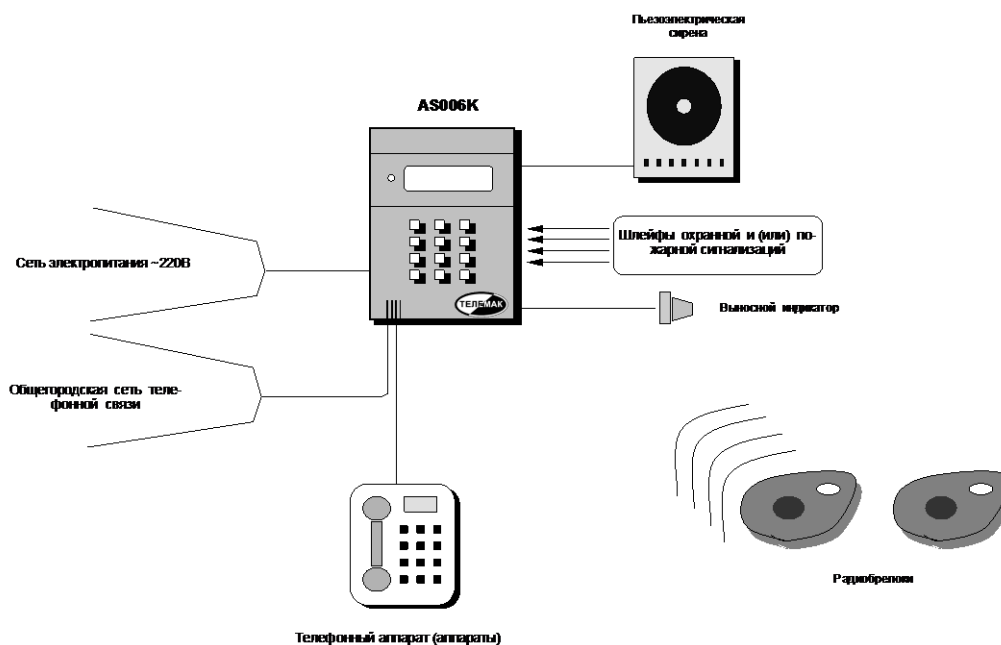 Пьезоэлектрическая
сирена
AS006K
Шлейфы охранной и (или) по-
жарной сигнализаций
Сеть электропитания ~220В
ТЕЛЕМАК
Выносной индикатор
Общегородская сеть теле-
фонной связи
Радиобрелоки
Телефонный аппарат (аппараты)